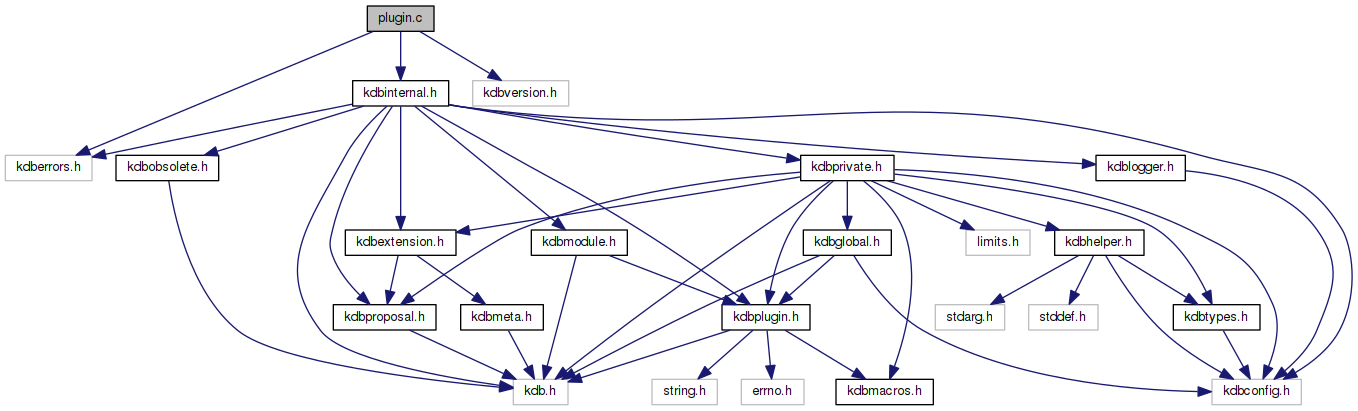 plugin.c
kdbinternal.h
kdbversion.h
kdberrors.h
kdbobsolete.h
kdbprivate.h
kdblogger.h
kdbextension.h
kdbmodule.h
kdbglobal.h
limits.h
kdbhelper.h
kdbproposal.h
kdbmeta.h
kdbplugin.h
stdarg.h
stddef.h
kdbtypes.h
kdb.h
string.h
errno.h
kdbmacros.h
kdbconfig.h